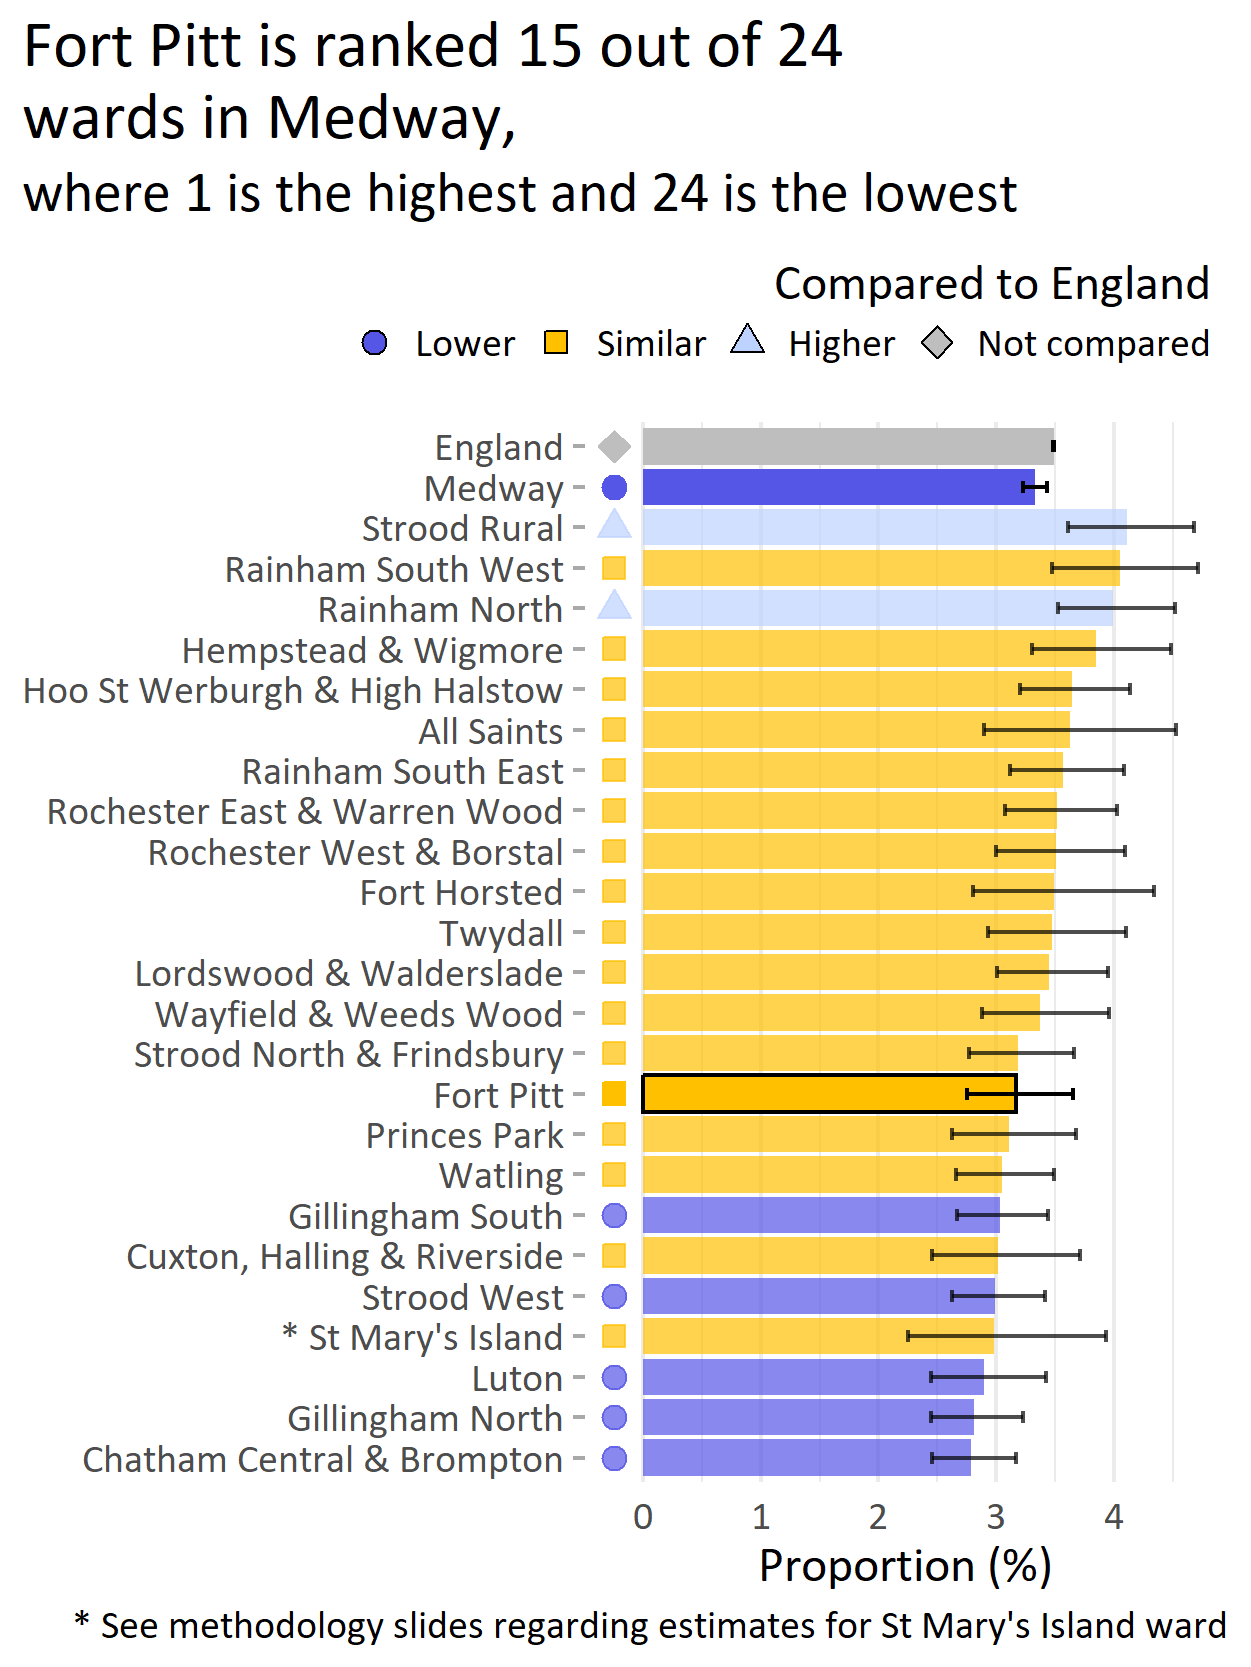 Fort Pitt is ranked 15 out of 24
wards in Medway,
where 1 is the highest and 24 is the lowest
Compared to England
Lower Similar Higher Not compared
England
Medway
Strood Rural
Rainham South West
Rainham North
Hempstead & Wigmore
Hoo St Werburgh & High Halstow
All Saints
Rainham South East
Rochester East & Warren Wood
Rochester West & Borstal
Fort Horsted
Twydall
Lordswood & Walderslade
Wayfield & Weeds Wood
Strood North & Frindsbury
Fort Pitt
Princes Park
Watling
Gillingham South
Cuxton, Halling & Riverside
Strood West
* St Mary's Island
Luton
Gillingham North
Chatham Central & Brompton
0 1 2 3 4
Proportion (%)
* See methodology slides regarding estimates for St Mary's Island ward